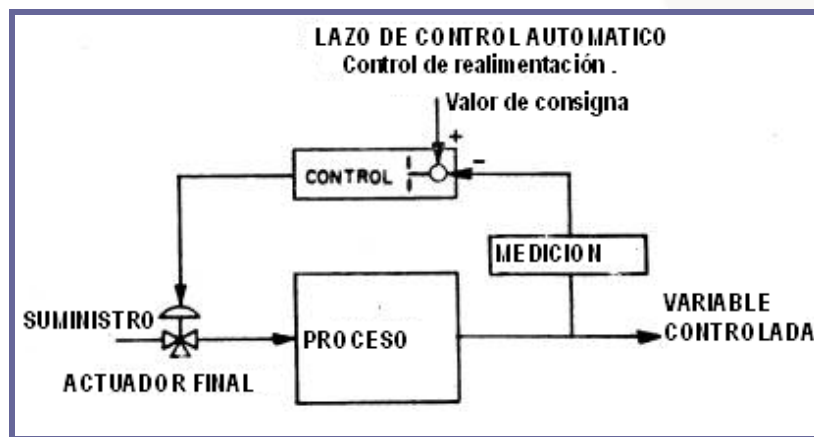 LAZO DE CONTROL AUTOMATICO
Control de realimentación .
Valor de consigna
+
-
CONTROL
MEDICION
SUMINISTRO
PROCESO
VARIABLE
CONTROLADA
ACTUADOR FINAL